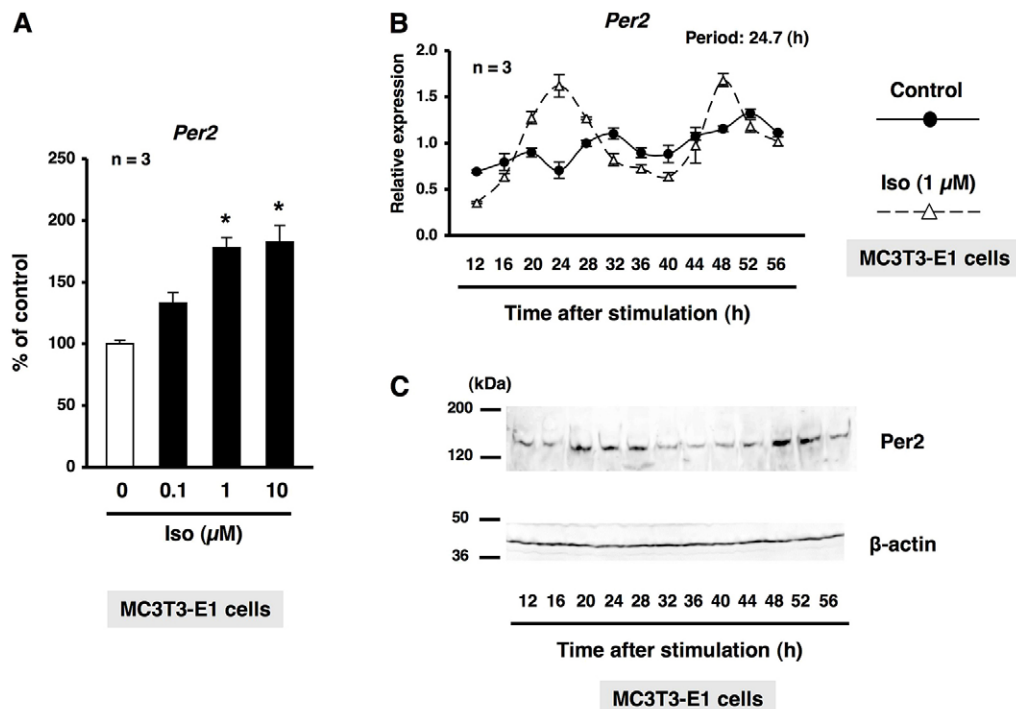 A
Per2
n = 3
% of control
250
200
150
100
50
0
*
*
0 0.1 1 10
Iso (µM)
MC3T3-E1 cells
B
Per2
Period: 24.7 (h)
n = 3
Relative expression
2.0
1.5
1.0
0.5
0.0
12 16 20 24 28 32 36 40 44 48 52 56
Time after stimulation (h)
Control
Iso (1 µM)
MC3T3-E1 cells
C
(kDa)
200
120
Per2
50
36
β-actin
12 16 20 24 28 32 36 40 44 48 52 56
Time after stimulation (h)
MC3T3-E1 cells